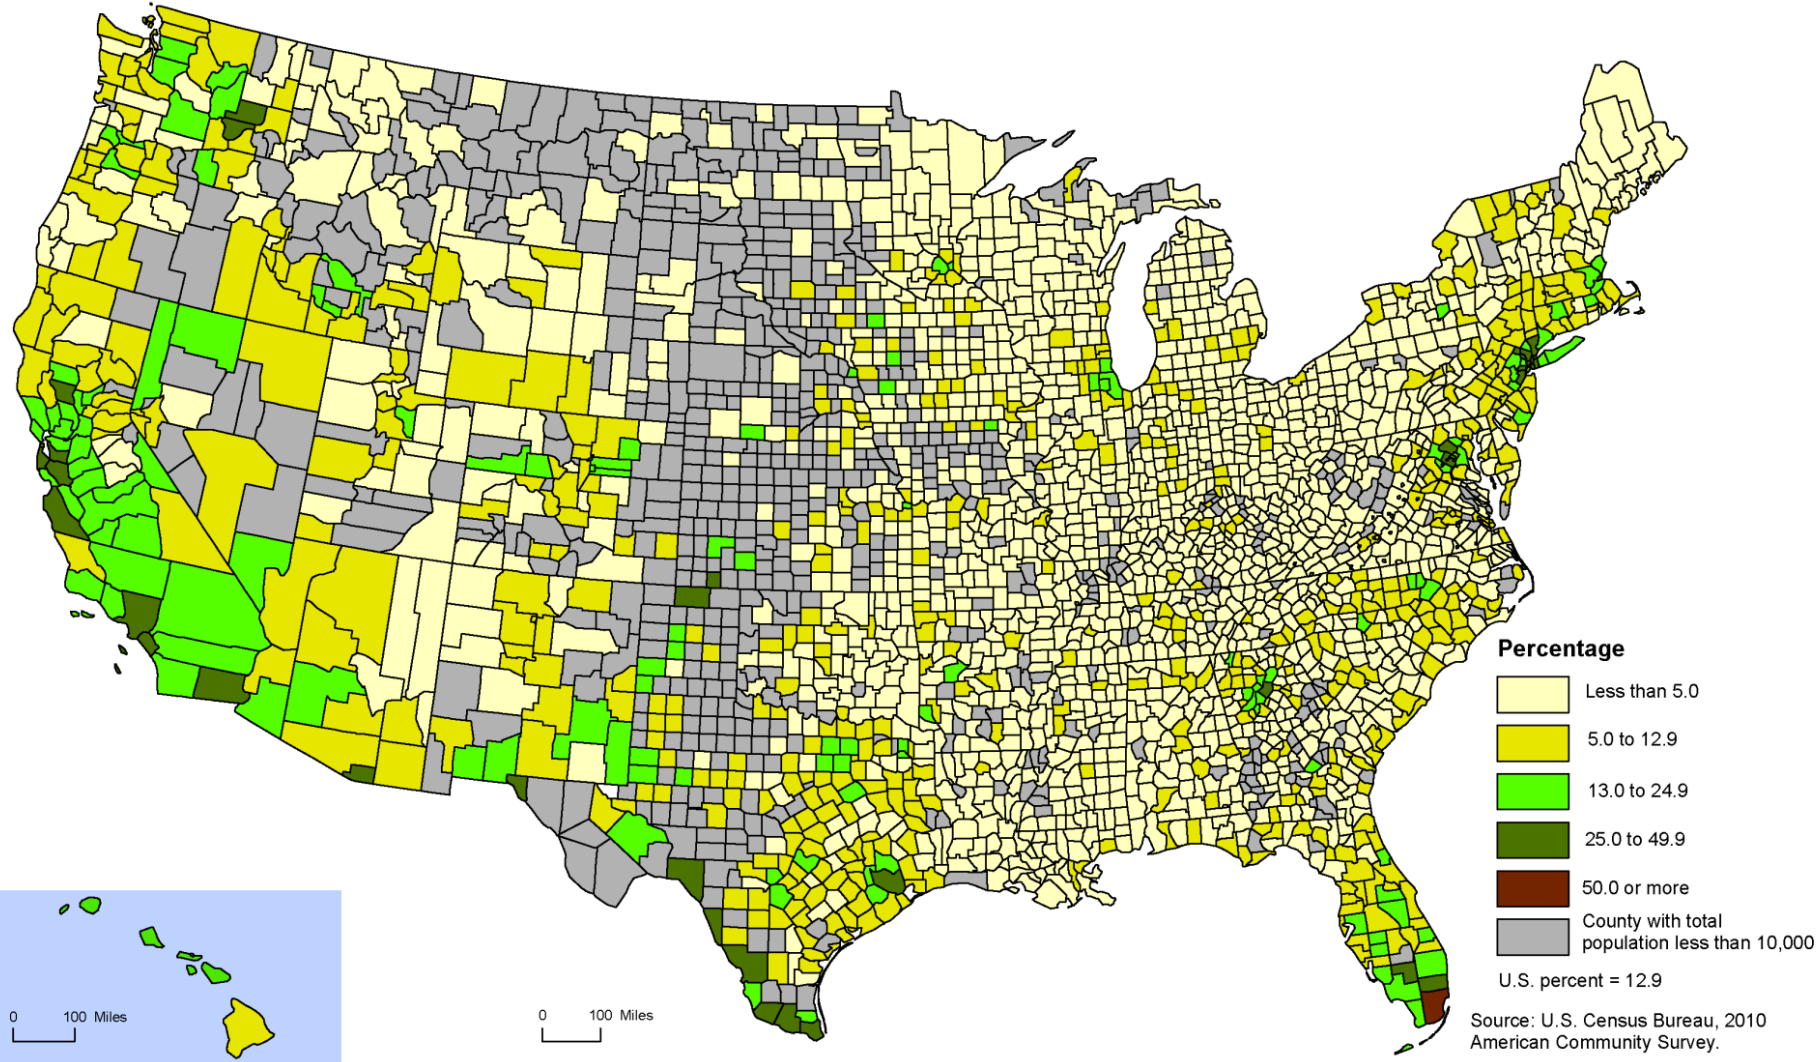 Percentage
Less than 5.0
5.0 to 12.9
13.0 to 24.9
25.0 to 49.9
50.0 or more
County with total
population less than 10,000
U.S. percent = 12.9
Source: U.S. Census Bureau, 2010
American Community Survey.
0 100 Miles
0 100 Miles